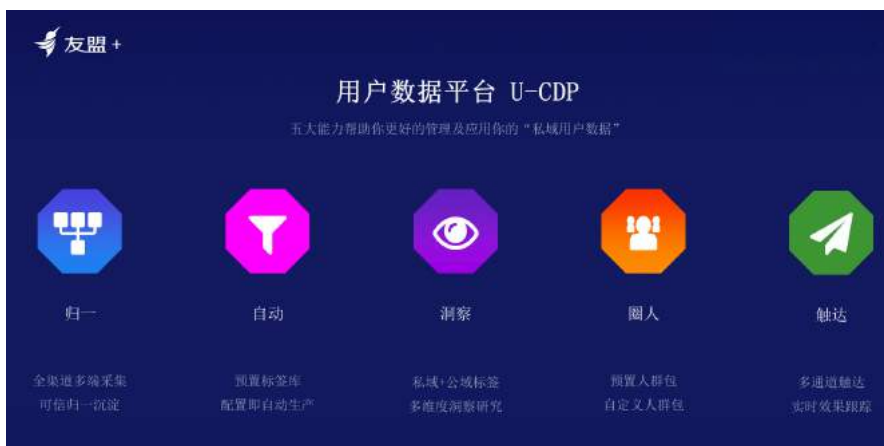 友盟+
用户数据平台 U-CDP
五大能力帮助你更好的管理及应用你的“私域用户数据”
归一
自动
洞察
圈人
触达
全渠道多端采集
可信归一沉淀
预置标签库
配置即自动生产
私域+公域标签
多维度洞察研究
预置人群包
自定义人群包
多通道触达
实时效果跟踪